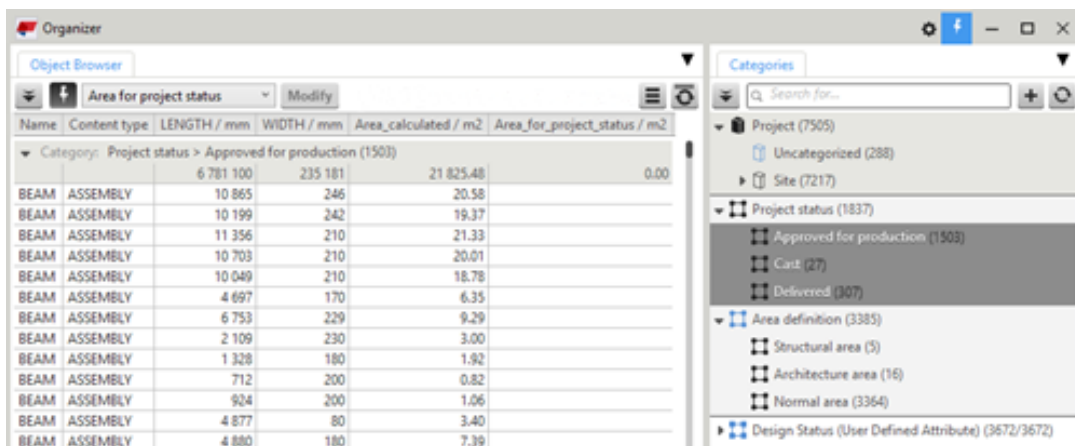 Organizer
Object Browser
Area for project status Modify
Name Content type LENGTH / mm WIDTH / mm Area_calculated / m2 Area_for_project_status / m2
Category: Project status > Approved for production (1503)
6 781 100 235 181 21 825.48 0.00
BEAM ASSEMBLY 10 865 246 20.58
BEAM ASSEMBLY 10 199 242 19.37
BEAM ASSEMBLY 11 356 210 21.33
BEAM ASSEMBLY 10 703 210 20.01
BEAM ASSEMBLY 10 049 210 18.78
BEAM ASSEMBLY 4 697 170 6.35
BEAM ASSEMBLY 6 753 229 9.29
BEAM ASSEMBLY 2 109 230 3.00
BEAM ASSEMBLY 1 328 180 1.92
BEAM ASSEMBLY 712 200 0.82
BEAM ASSEMBLY 924 200 1.06
BEAM ASSEMBLY 4 877 80 3.40
BEAM ASSEMBLY 4 880 180 7.39
Categories
Search for...
Project (7505)
Uncategorized (288)
Site (7217)
Project status (1837)
Approved for production (1503)
Cast (27)
Delivered (307)
Area definition (3385)
Structural area (5)
Architecture area (16)
Normal area (3364)
Design Status (User Defined Attribute) (3672/3672)